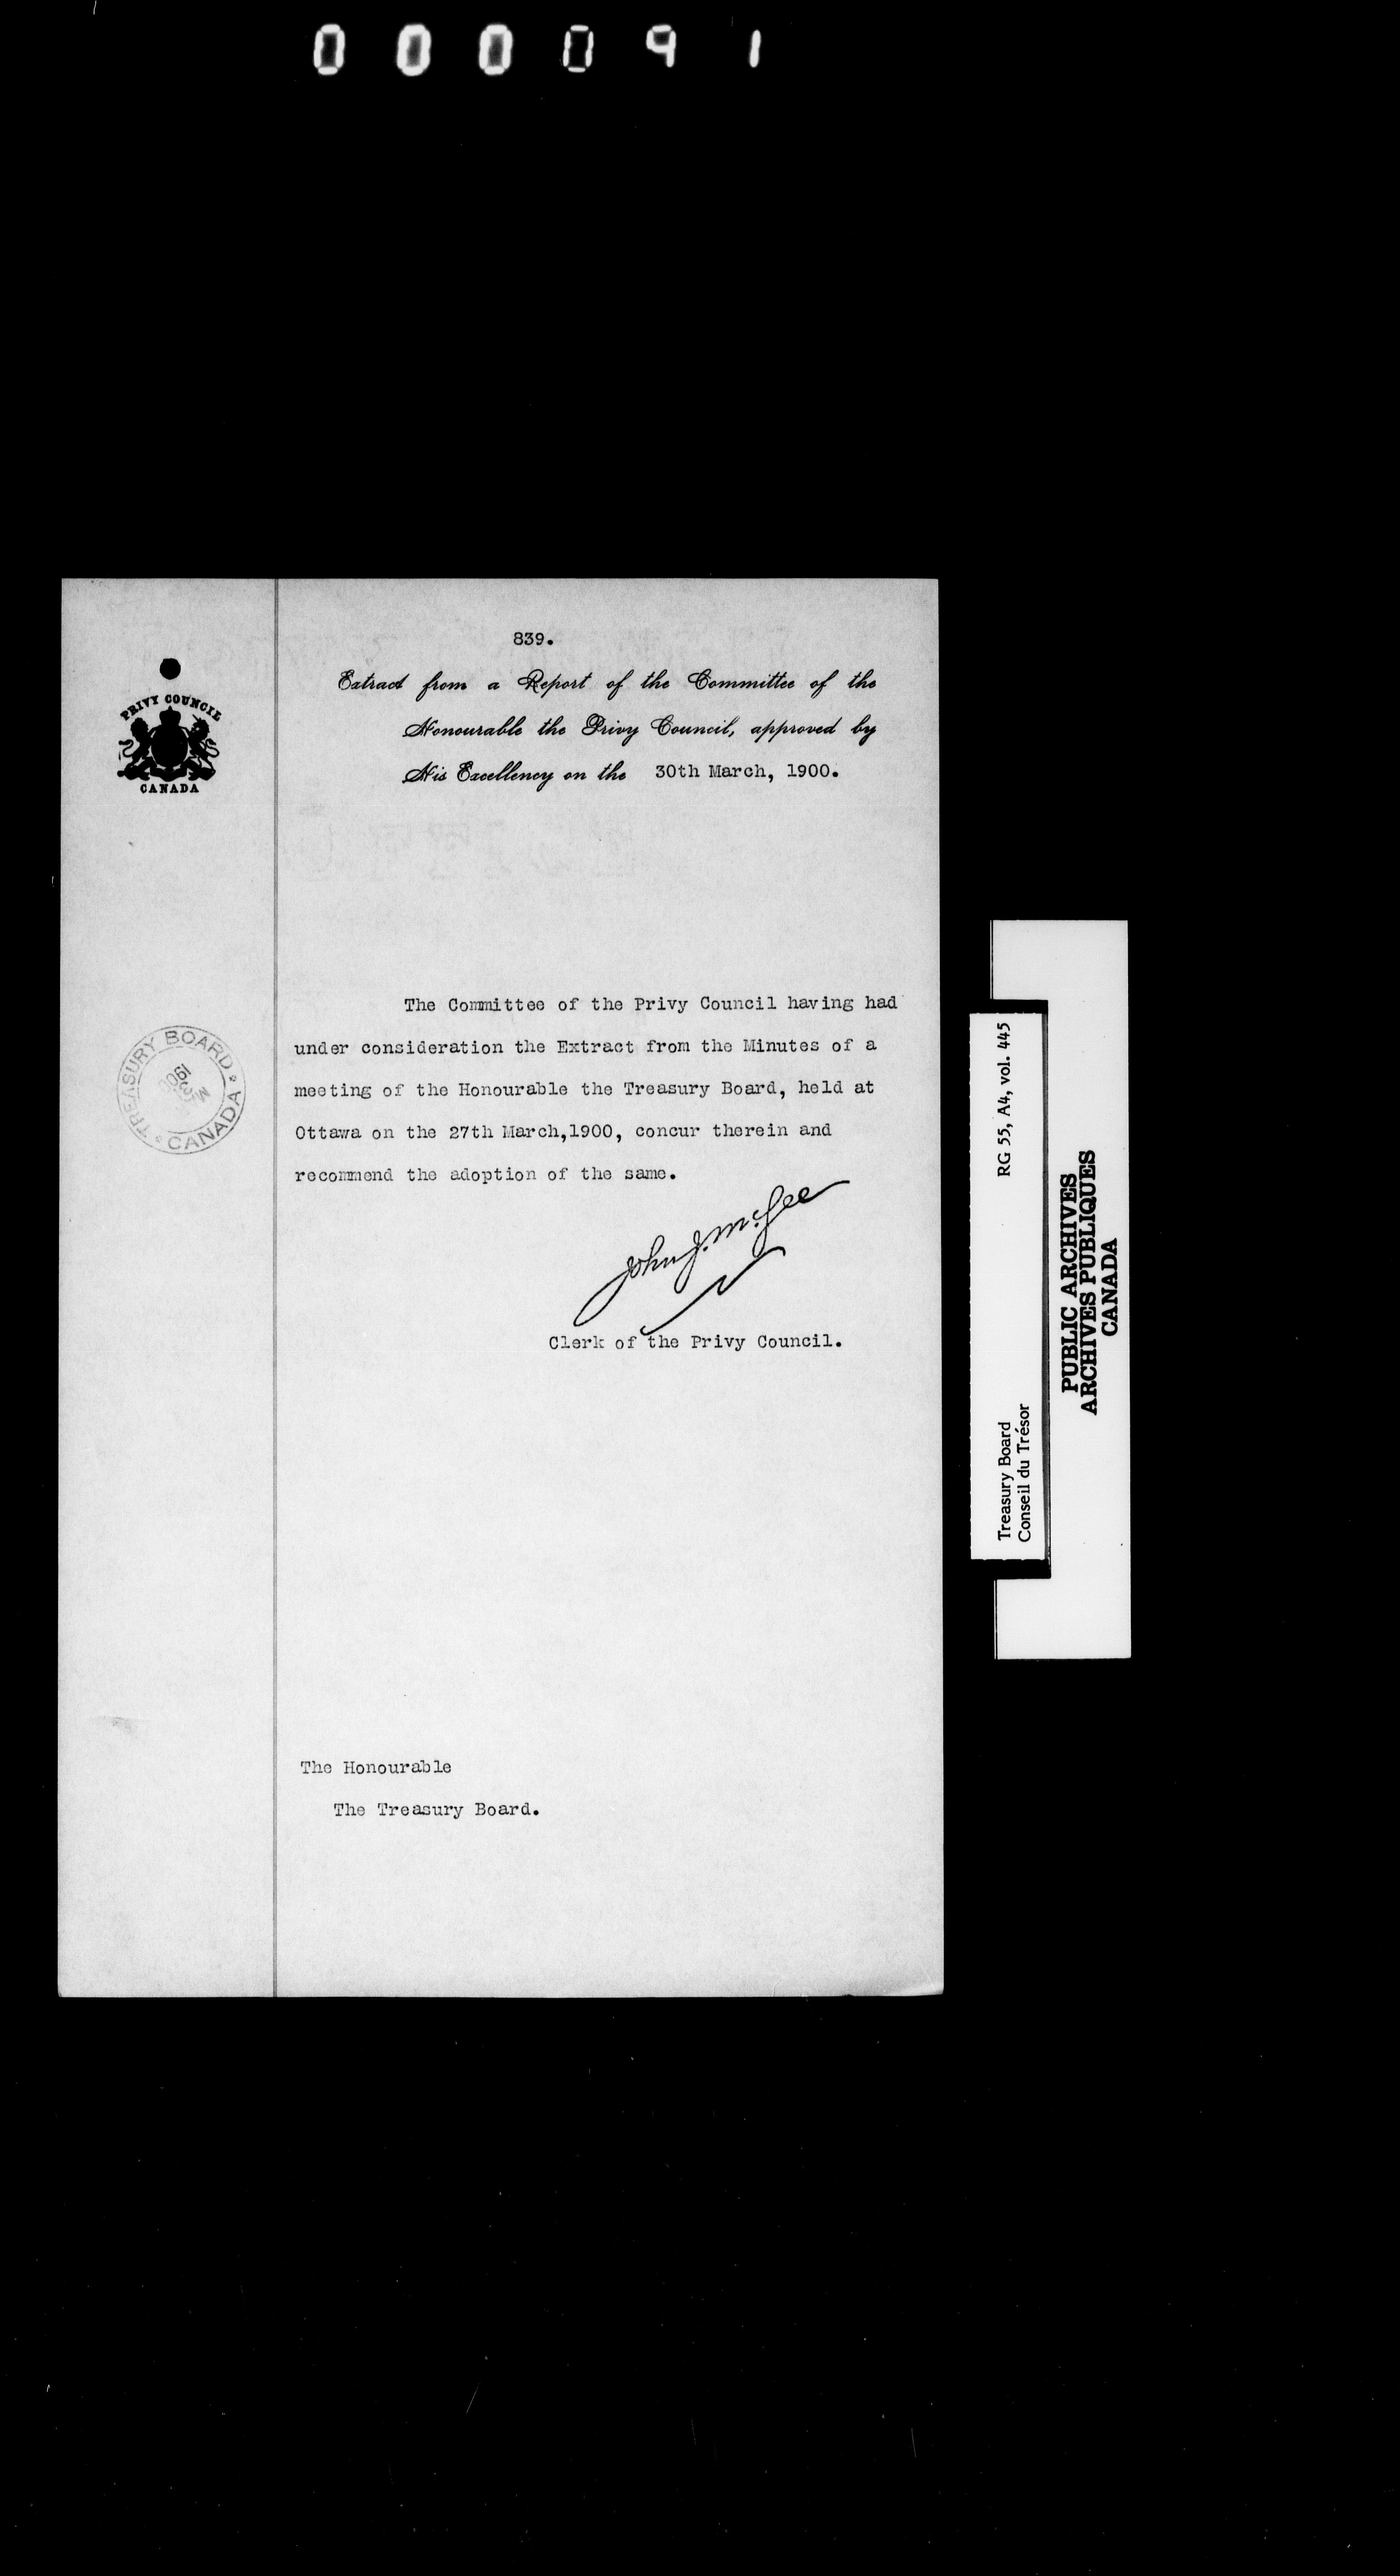 000091
839.
Extract from a Report of the Committee of the
Honourable the Privy Council, approved by
His Excellency on the 30th March, 1900.
PRIVY COUNCIL
CANADA
The Committee of the Privy Council having had
under consideration the Extract from the Minutes of a
meeting of the Honourable the Treasury Board, held at
Ottawa on the 27th March,1900, concur therein and
recommend the adoption of the same.
TREASURY BOARD
1900
CANADA
John J. McGee
Clerk of the Privy Council.
The Honourable
The Treasury Board.
Treasury Board
Conseil du Trésor
RG 55, A4, vol. 445
PUBLIC ARCHIVES
ARCHIVES PUBLIQUES
CANADA